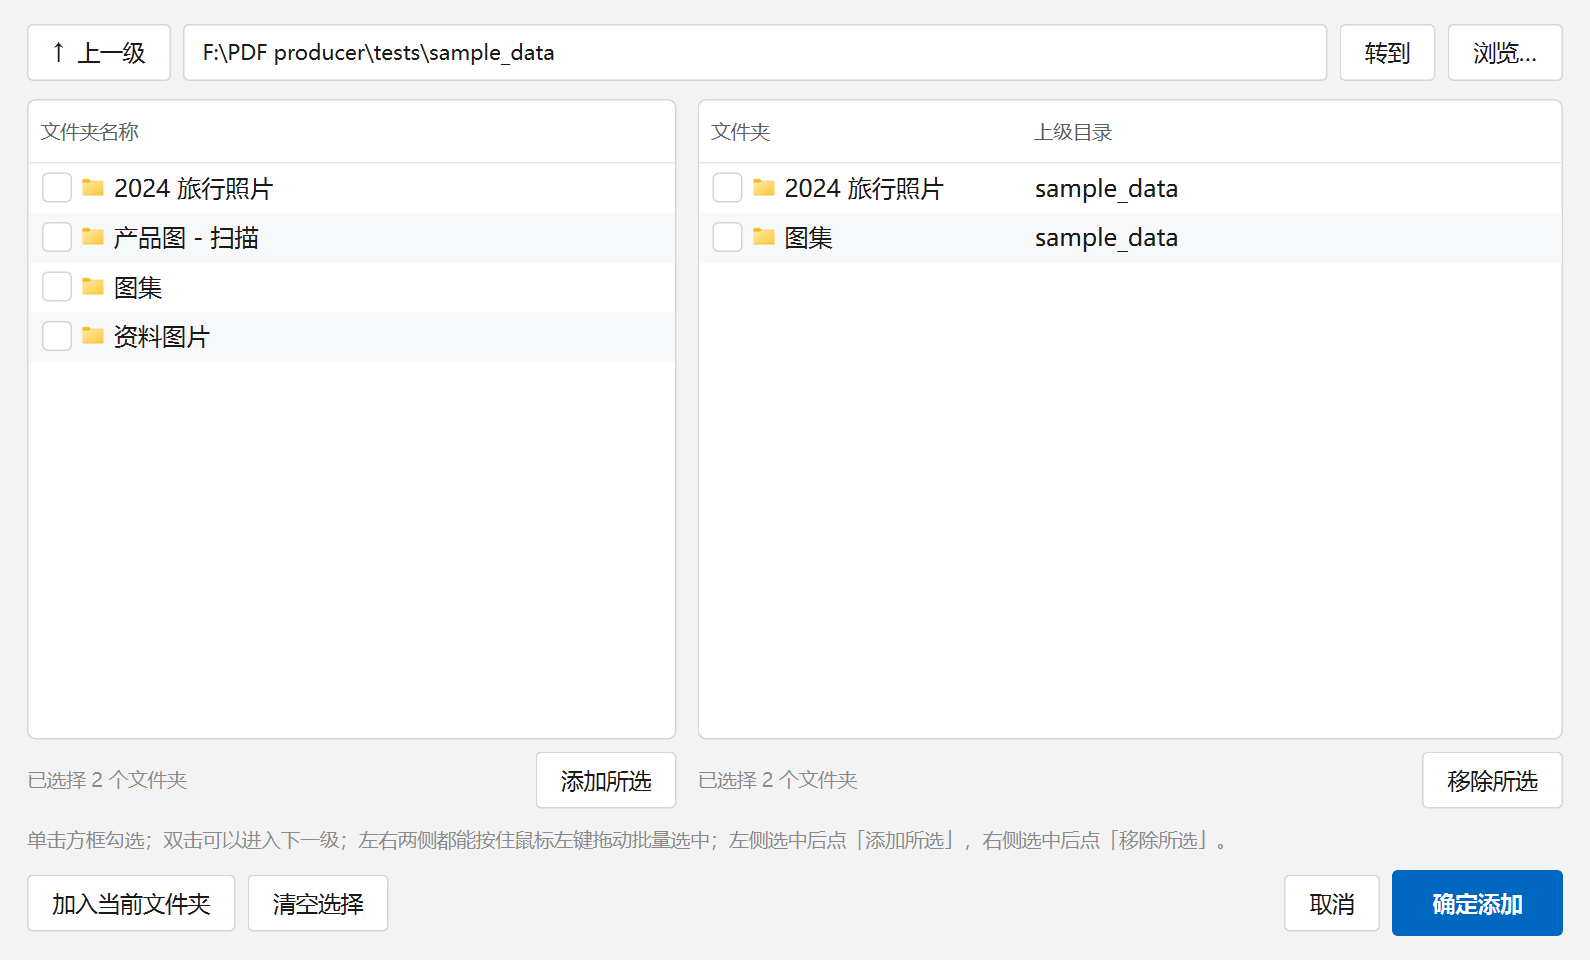 ↑ 上一级 F:\PDF producer\tests\sample_data 转到 浏览...
文件夹名称
2024 旅行照片
产品图 - 扫描
图集
资料图片
文件夹 上级目录
2024 旅行照片 sample_data
图集 sample_data
已选择 2 个文件夹 添加所选
已选择 2 个文件夹 移除所选
单击方框勾选；双击可以进入下一级；左右两侧都能按住鼠标左键拖动批量选中；左侧选中后点「添加所选」，右侧选中后点「移除所选」。
加入当前文件夹 清空选择 取消 确定添加